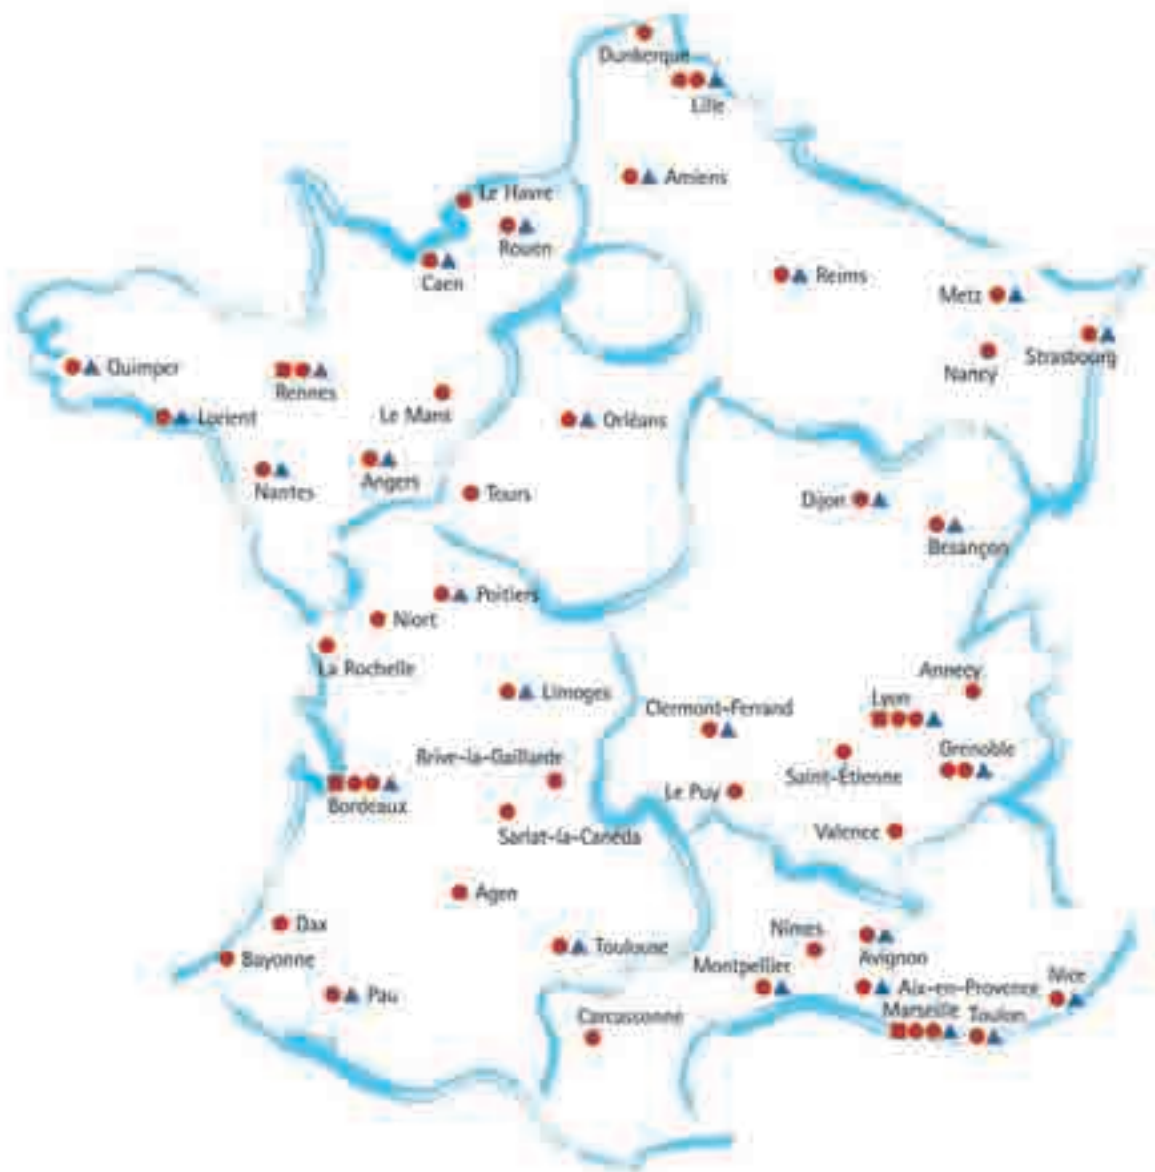 Dunkerque
Lille
Amiens
Le Havre
Rouen
Caen
Reims
Metz
Strasbourg
Nancy
Quimper
Rennes
Le Mans
Lorient
Orléans
Nantes
Angers
Tours
Dijon
Besançon
Poitiers
Niort
La Rochelle
Annecy
Limoges
Clermont-Ferrand
Lyon
Grenoble
Brive-la-Gaillarde
Saint-Étienne
Bordeaux
Le Puy
Sarlat-la-Canéda
Valence
Agen
Dax
Nîmes
Toulouse
Avignon
Bayonne
Montpellier
Nice
Pau
Aix-en-Provence
Marseille
Toulon
Carcassonne